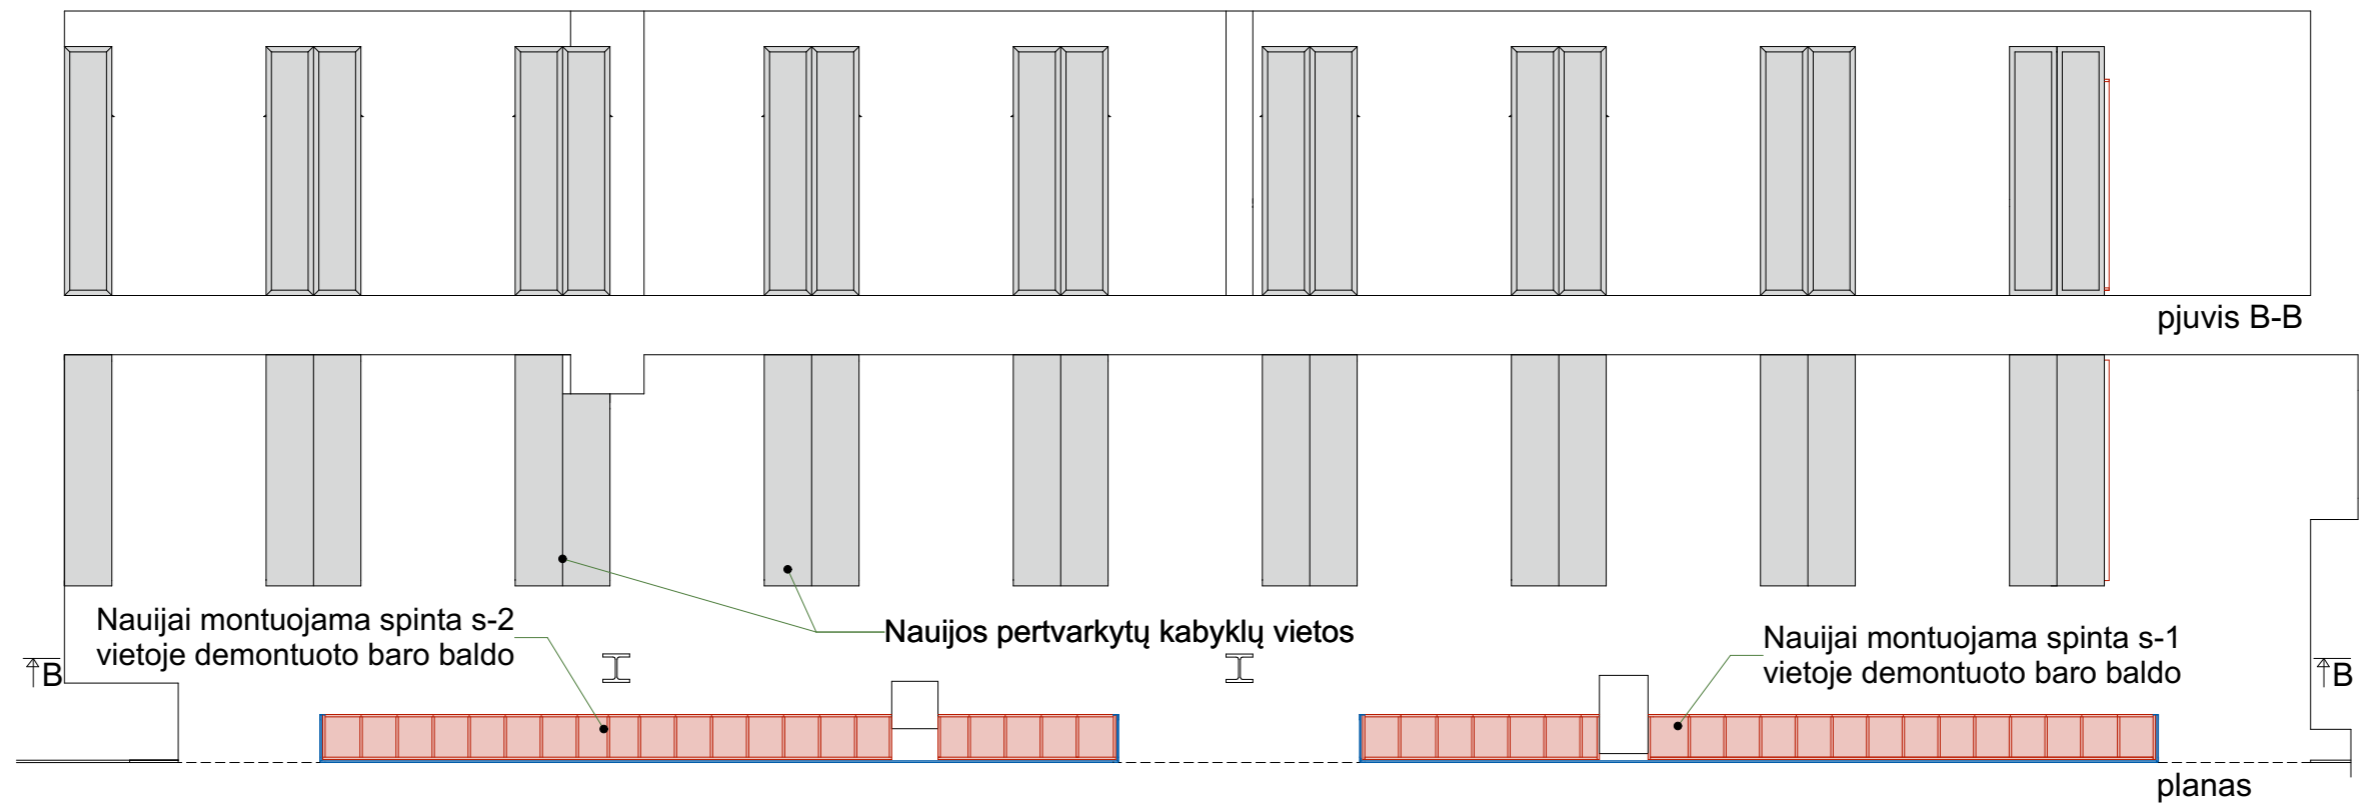 pjuvis B-B
Naujai montuojama spinta s-2
vietoje demontuoto baro baldo
Naujos pertvarkytų kabyklų vietos
Naujai montuojama spinta s-1
vietoje demontuoto baro baldo
B
B
planas